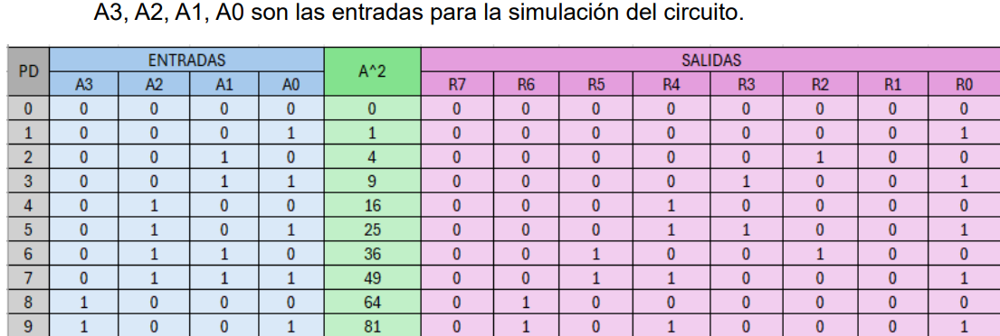 A3, A2, A1, A0 son las entradas para la simulación del circuito.
PD ENTRADAS A^2 SALIDAS
A3 A2 A1 A0 R7 R6 R5 R4 R3 R2 R1 R0
0 0 0 0 0 0 0 0 0 0 0 0 0 0
1 0 0 0 1 1 0 0 0 0 0 0 0 1
2 0 0 1 0 4 0 0 0 0 0 1 0 0
3 0 0 1 1 9 0 0 0 0 1 0 0 1
4 0 1 0 0 16 0 0 0 1 0 0 0 0
5 0 1 0 1 25 0 0 0 1 1 0 0 1
6 0 1 1 0 36 0 0 1 0 0 1 0 0
7 0 1 1 1 49 0 0 1 1 0 0 0 1
8 1 0 0 0 64 0 1 0 0 0 0 0 0
9 1 0 0 1 81 0 1 0 1 0 0 0 1